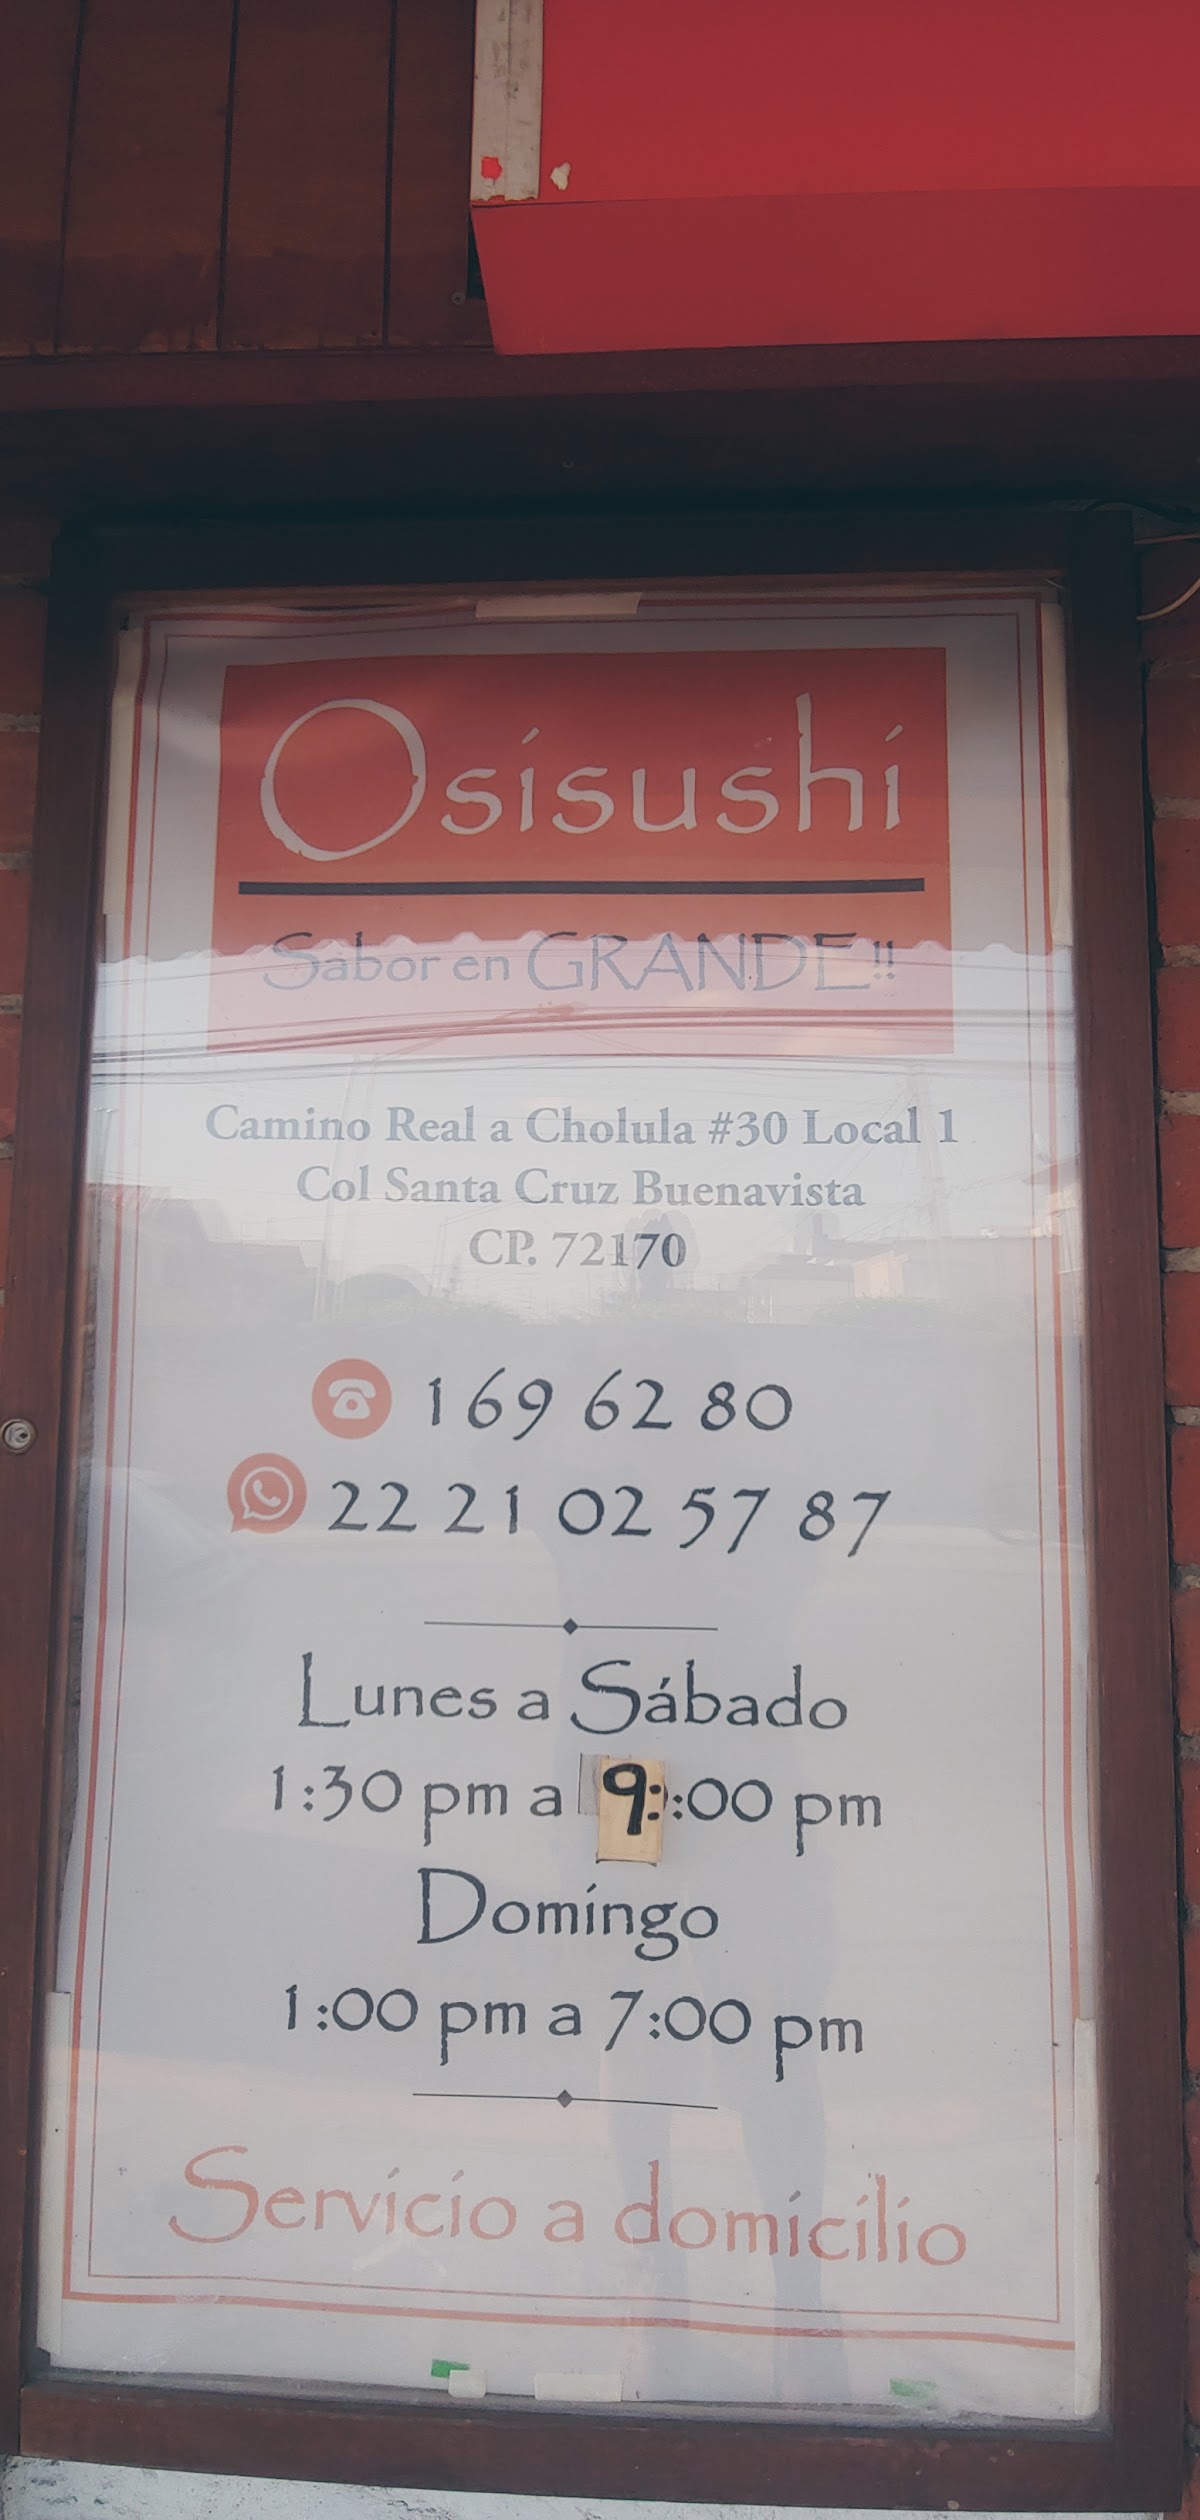 Osisushi
Sabor en GRANDE!!
Camino Real a Cholula #30 Local 1
Col Santa Cruz Buenavista
CP. 72170
169 62 80
22 21 02 57 87
Lunes a Sábado
1:30 pm a 9::00 pm
Domingo
1:00 pm a 7:00 pm
Servicio a domicilio